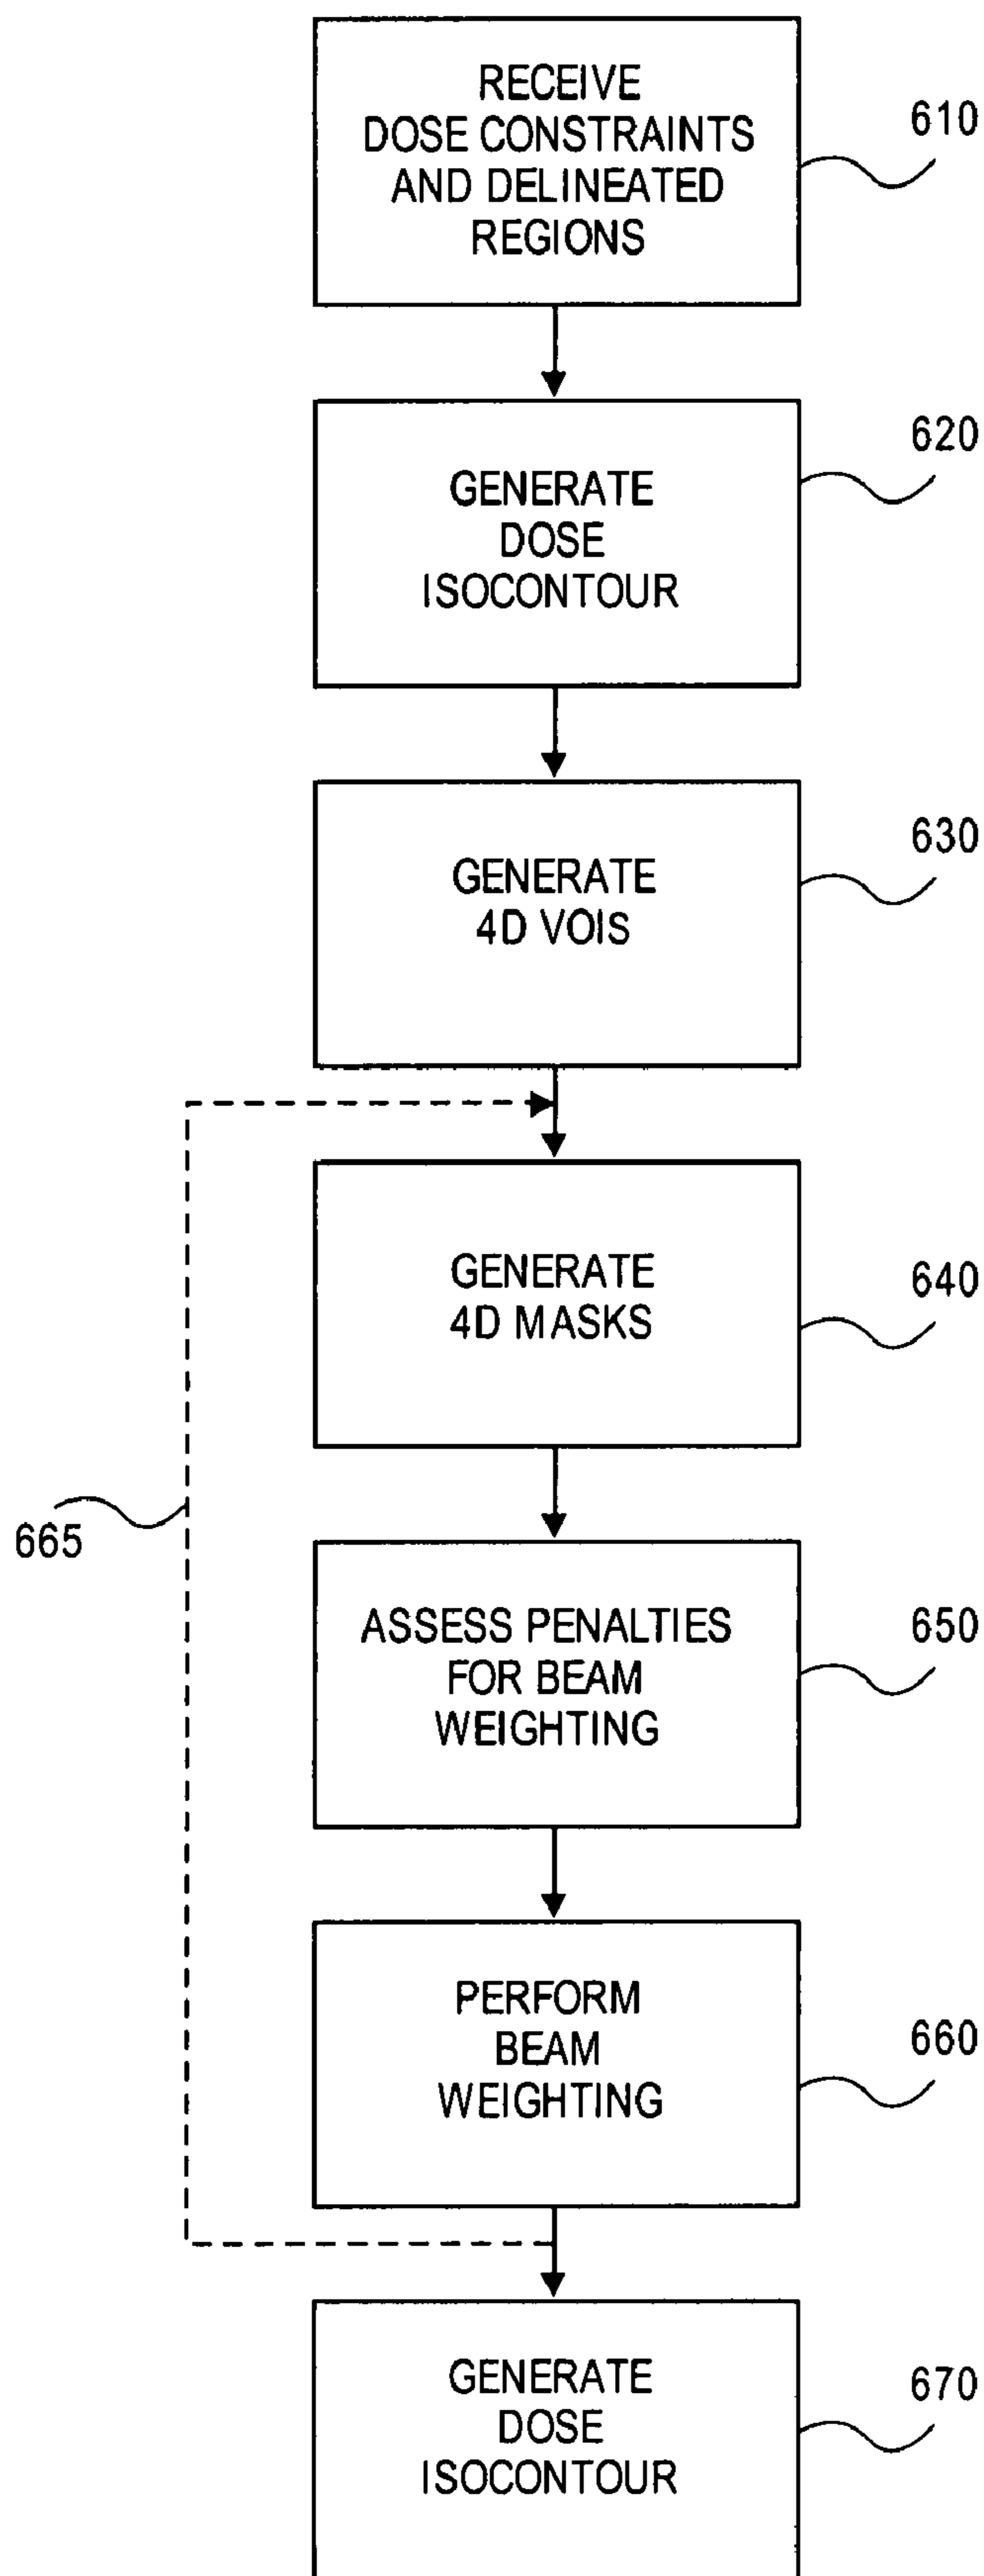 RECEIVE
DOSE CONSTRAINTS
AND DELINEATED
REGIONS
610
GENERATE
DOSE
ISOCONTOUR
620
GENERATE
4D VOIS
630
GENERATE
4D MASKS
640
665
ASSESS PENALTIES
FOR BEAM
WEIGHTING
650
PERFORM
BEAM
WEIGHTING
660
GENERATE
DOSE
ISOCONTOUR
670